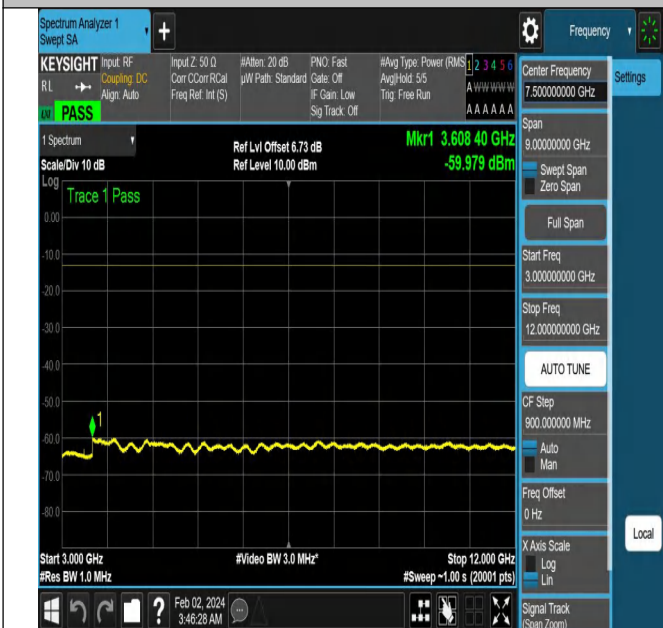 Spectrum Analyzer 1
Swept SA
Frequency
KEYSIGHT
RL
PASS
Input: RF
Coupling: DC
Align: Auto
Input Z: 50 Ω
Corr CCorr RCal
Freq Ref: Int (S)
#Atten: 20 dB
µW Path: Standard
PNO: Fast
Gate: Off
IF Gain: Low
Sig Track: Off
#Avg Type: Power (RMS
Avg|Hold: 5/5
Trig: Free Run
1 2 3 4 5 6
A W W W W W
A A A A A A
1 Spectrum
Scale/Div 10 dB
Log
Ref Lvl Offset 6.73 dB
Ref Level 10.00 dBm
Mkr1 3.608 40 GHz
-59.979 dBm
Trace 1 Pass
0.00
-10.0
-20.0
-30.0
-40.0
-50.0
-60.0
-70.0
-80.0
1
Start 3.000 GHz
#Res BW 1.0 MHz
#Video BW 3.0 MHz*
Stop 12.000 GHz
#Sweep ~1.00 s (20001 pts)
?
Feb 02, 2024
3:46:28 AM
Center Frequency
7.500000000 GHz
Settings
Span
9.00000000 GHz
Swept Span
Zero Span
Full Span
Start Freq
3.000000000 GHz
Stop Freq
12.000000000 GHz
AUTO TUNE
CF Step
900.000000 MHz
Auto
Man
Freq Offset
0 Hz
X Axis Scale
Log
Lin
Local
Signal Track
(Span Zoom)